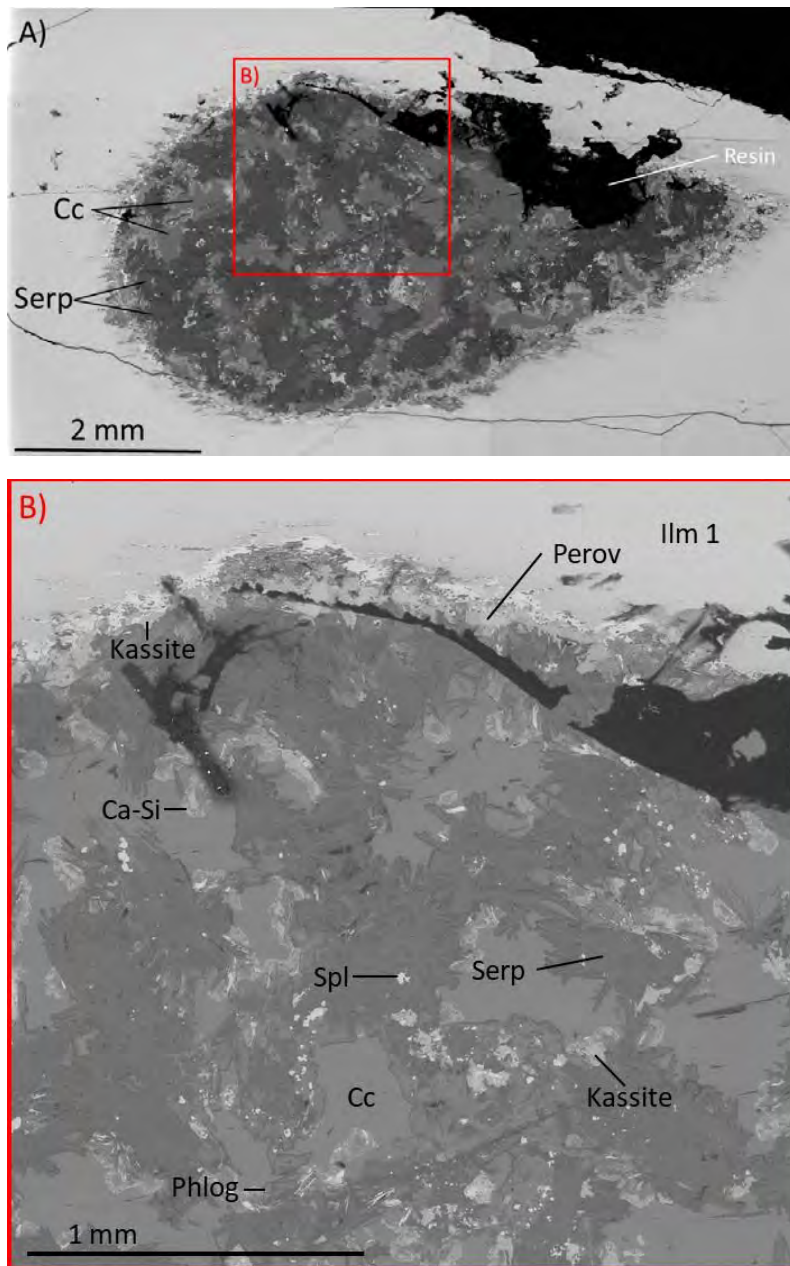 A)
B)
Resin
Cc
Serp
2 mm
B)
Ilm 1
Perov
Kassite
Ca-Si
Spl
Serp
Cc
Kassite
Phlog
1 mm